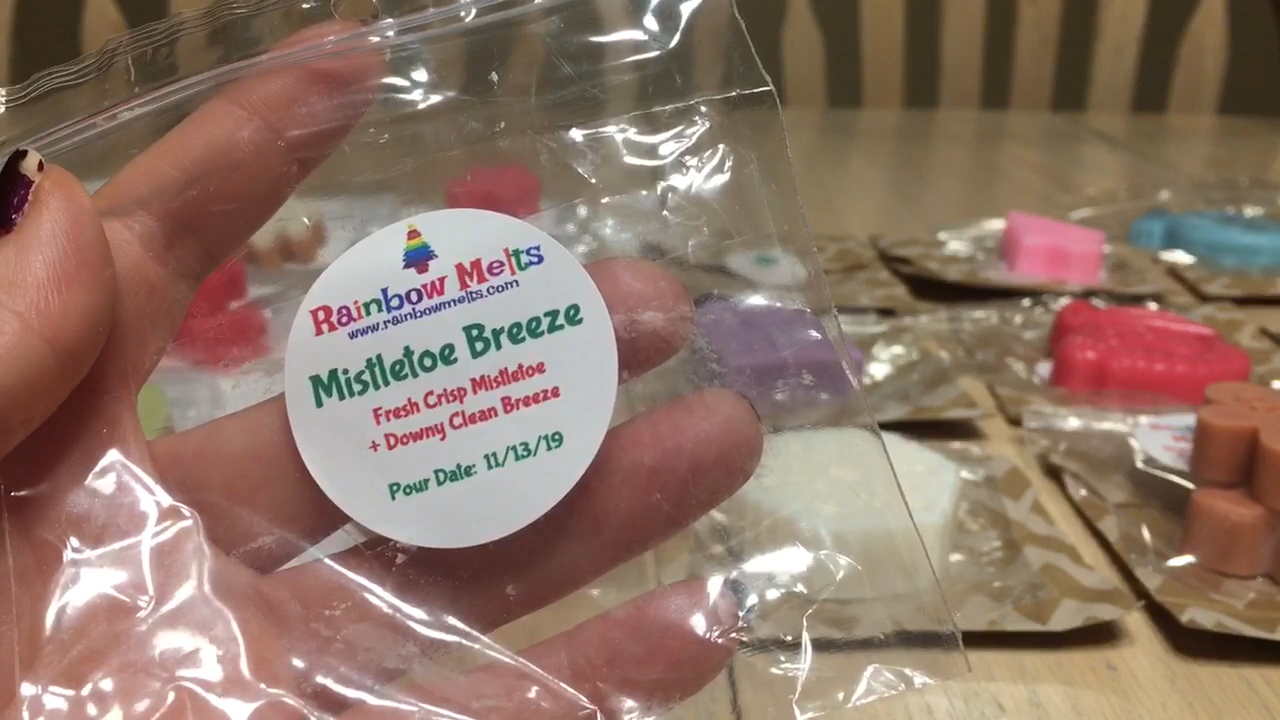 Rainbow Melts
www.rainbowmelts.com
Mistletoe Breeze
Fresh Crisp Mistletoe
+ Downy Clean Breeze
Pour Date: 11/13/19